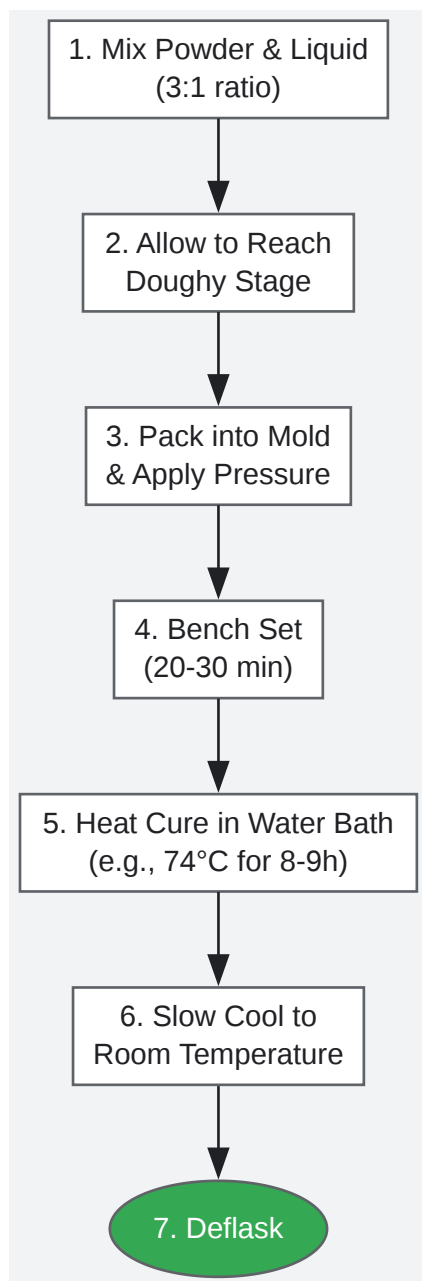 1. Mix Powder & Liquid
(3:1 ratio)
2. Allow to Reach
Doughy Stage
3. Pack into Mold
& Apply Pressure
4. Bench Set
(20-30 min)
5. Heat Cure in Water Bath
(e.g., 74°C for 8-9h)
6. Slow Cool to
Room Temperature
7. Deflask